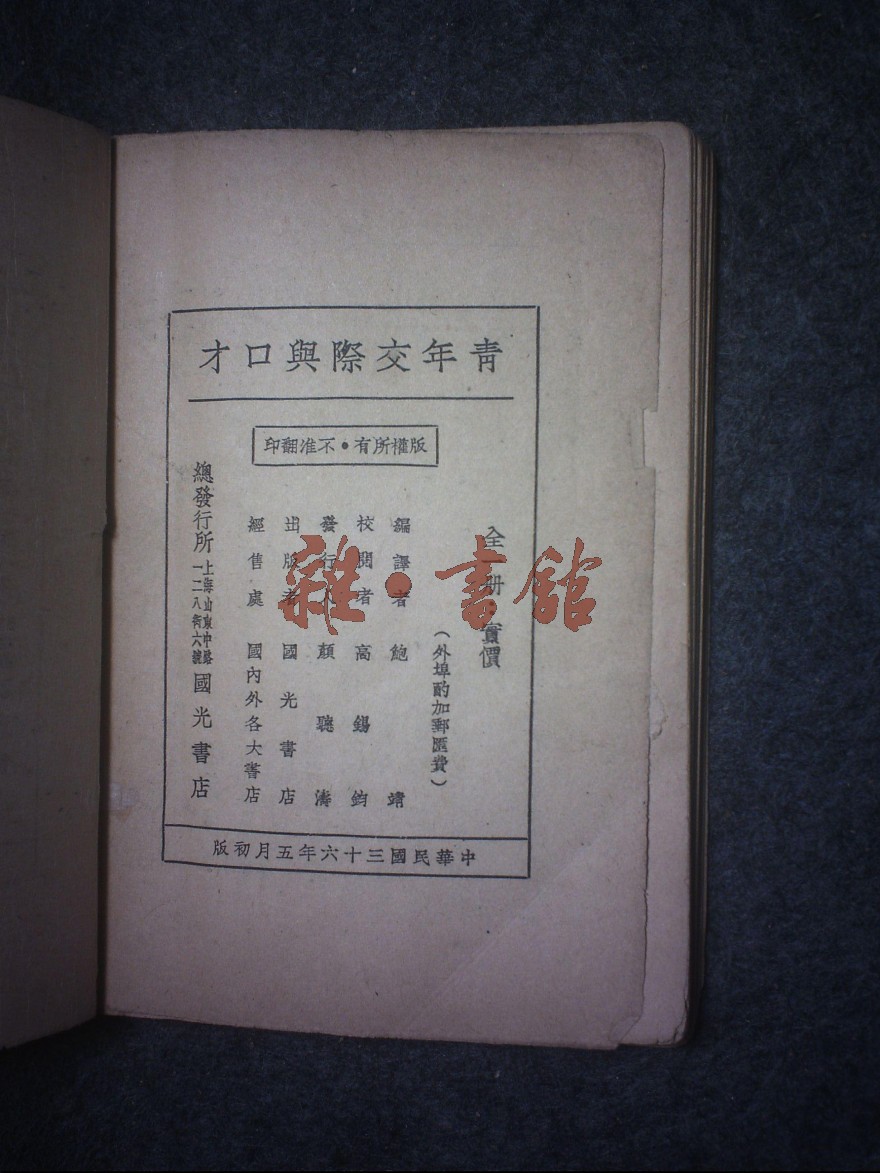 青年交際與口才
版權所有•不准翻印
全一冊 實價
（外埠酌加郵匯費）
編譯者 鮑靖
校閱者 高錫鈞
發行人 顏聰濤
出版者 國光書店
經售處 國內外各大書店
總發行所 上海山東中路一二八街六號 國光書店
中華民國三十六年五月初版
雜·書館